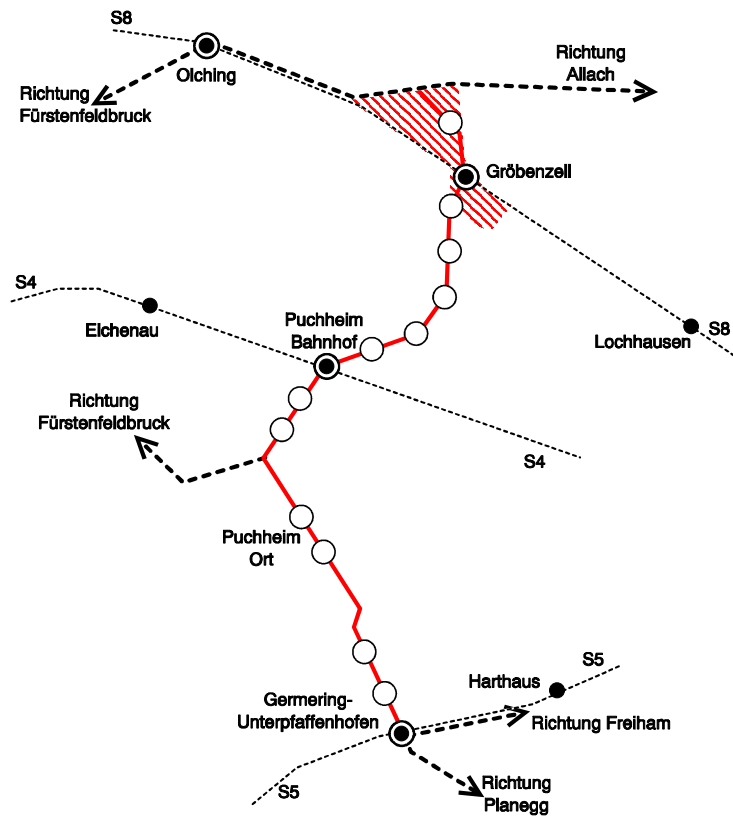 S8
Olching
Richtung
Allach
Richtung
Fürstenfeldbruck
Gröbenzell
S4
Eichenau
Puchheim
Bahnhof
Lochhausen
S8
Richtung
Fürstenfeldbruck
S4
Puchheim
Ort
S5
Harthaus
Germering-
Unterpfaffenhofen
Richtung Freiham
S5
Richtung
Planegg